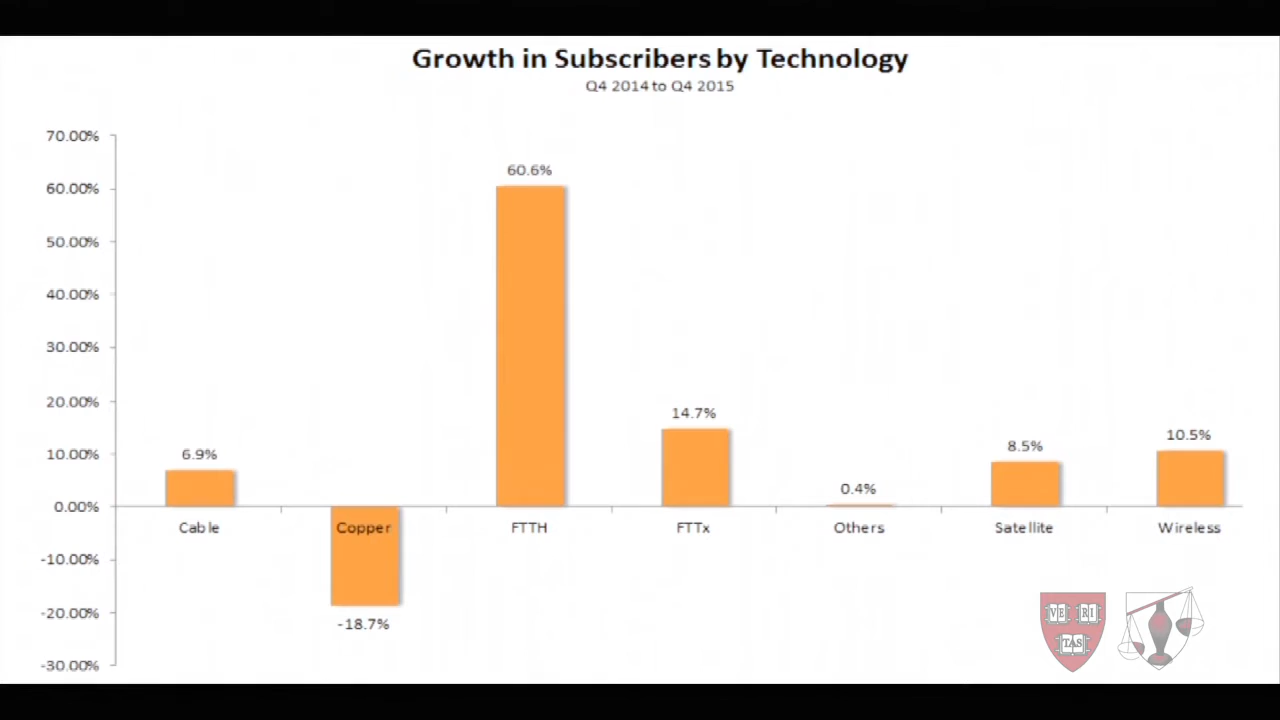 Growth in Subscribers by Technology
Q4 2014 to Q4 2015
70.00%
60.00%
50.00%
40.00%
30.00%
20.00%
10.00%
0.00%
-10.00%
-20.00%
-30.00%
6.9%
-18.7%
60.6%
14.7%
0.4%
8.5%
10.5%
Cable
Copper
FTTH
FTTx
Others
Satellite
Wireless
VE RI
TAS